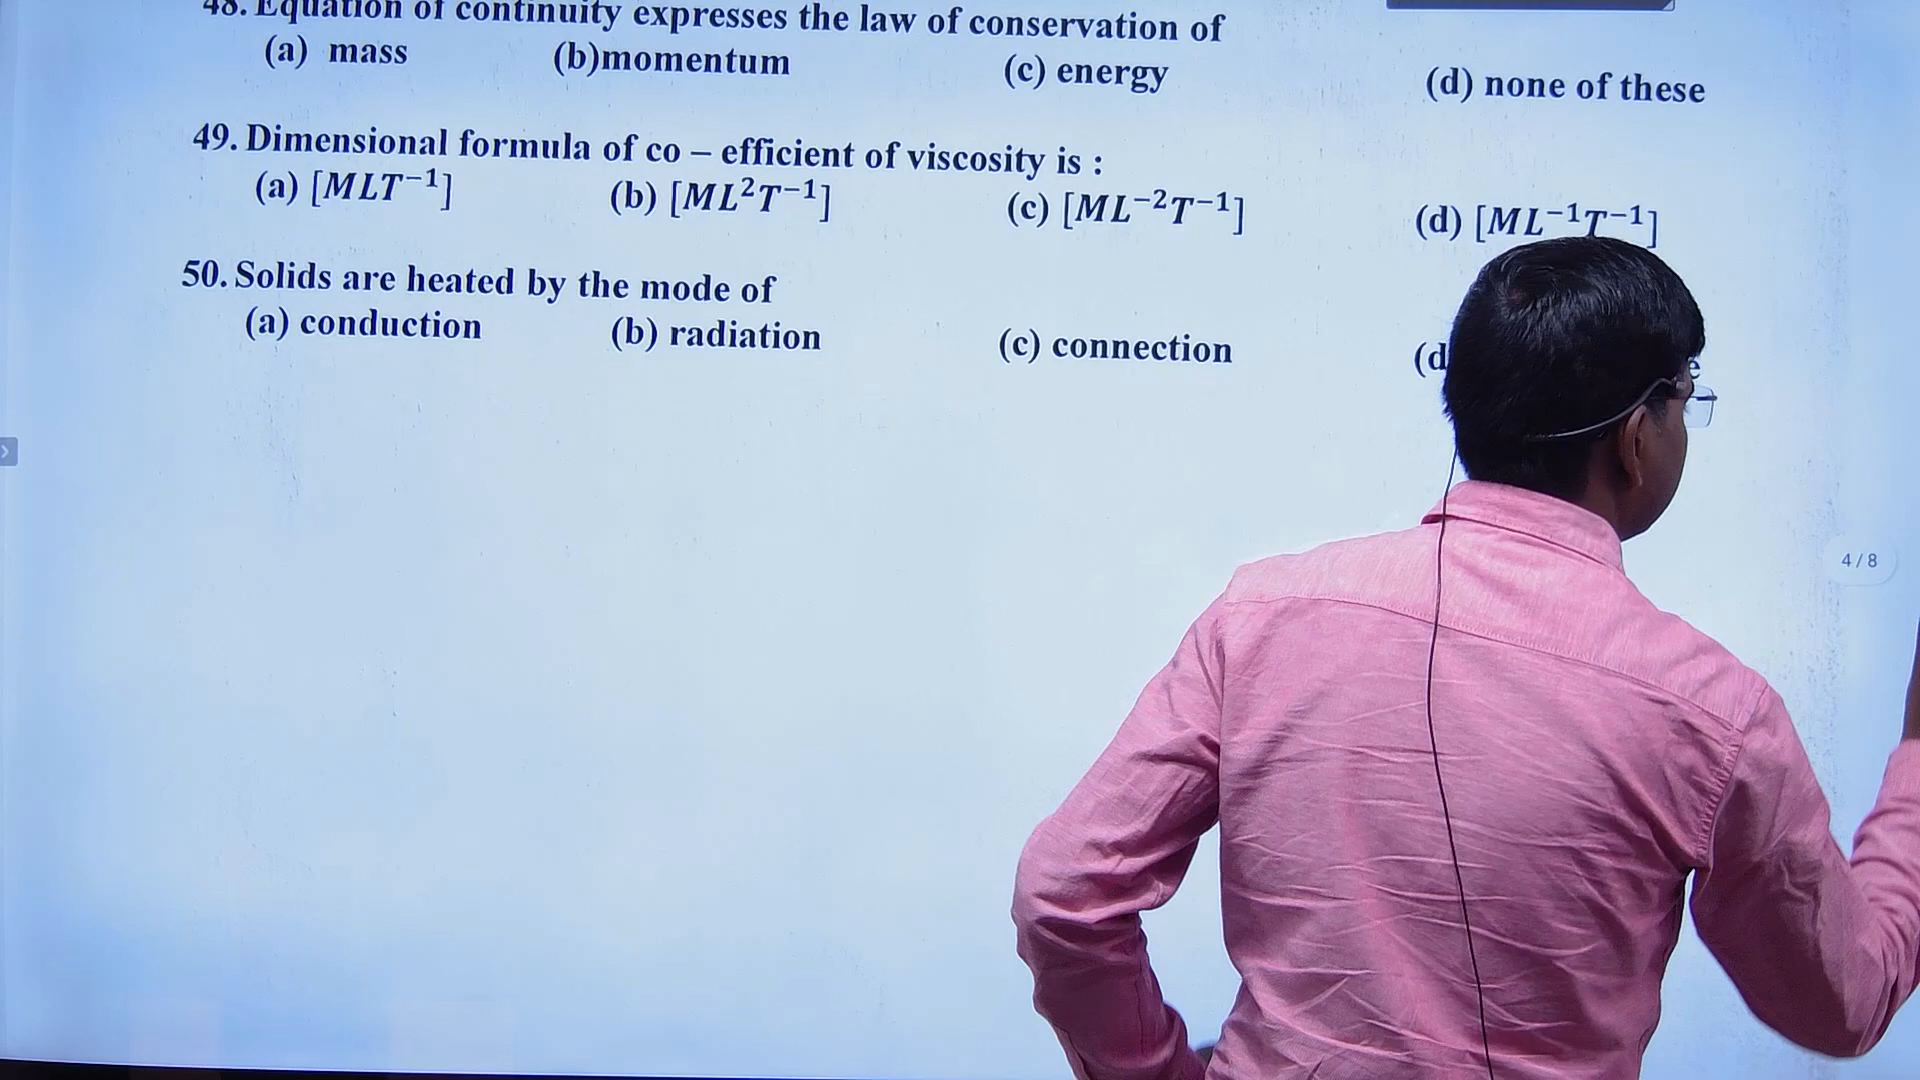 48. Equation of continuity expresses the law of conservation of
(a) mass (b)momentum (c) energy (d) none of these
49. Dimensional formula of co – efficient of viscosity is :
(a) [MLT⁻¹] (b) [ML²T⁻¹] (c) [ML⁻²T⁻¹] (d) [ML⁻¹T⁻¹]
50. Solids are heated by the mode of
(a) conduction (b) radiation (c) connection (d
4 / 8